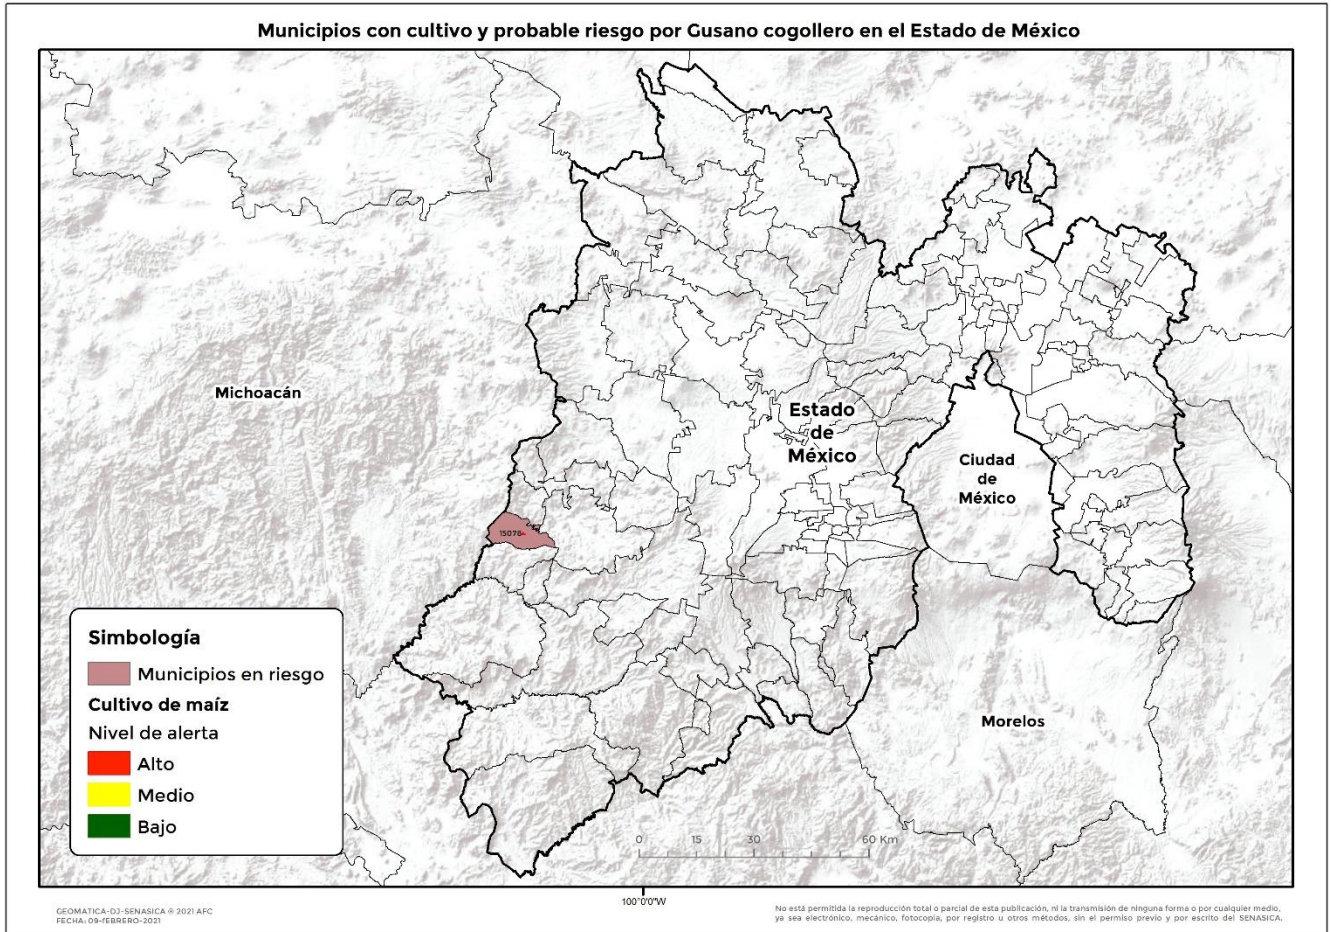 Municipios con cultivo y probable riesgo por Gusano cogollero en el Estado de México
Michoacán
Estado
de
México
Ciudad
de
México
15078
Morelos
Simbología
Municipios en riesgo
Cultivo de maíz
Nivel de alerta
Alto
Medio
Bajo
0 15 30 60 Km
100°0'0"W
GEOMATICA-DJ-SENASICA © 2021 AFC
FECHA: 09-FEBRERO-2021
No está permitida la reproducción total o parcial de esta publicación, ni la transmisión de ninguna forma o por cualquier medio,
ya sea electrónico, mecánico, fotocopia, por registro u otros métodos, sin el permiso previo y por escrito del SENASICA.